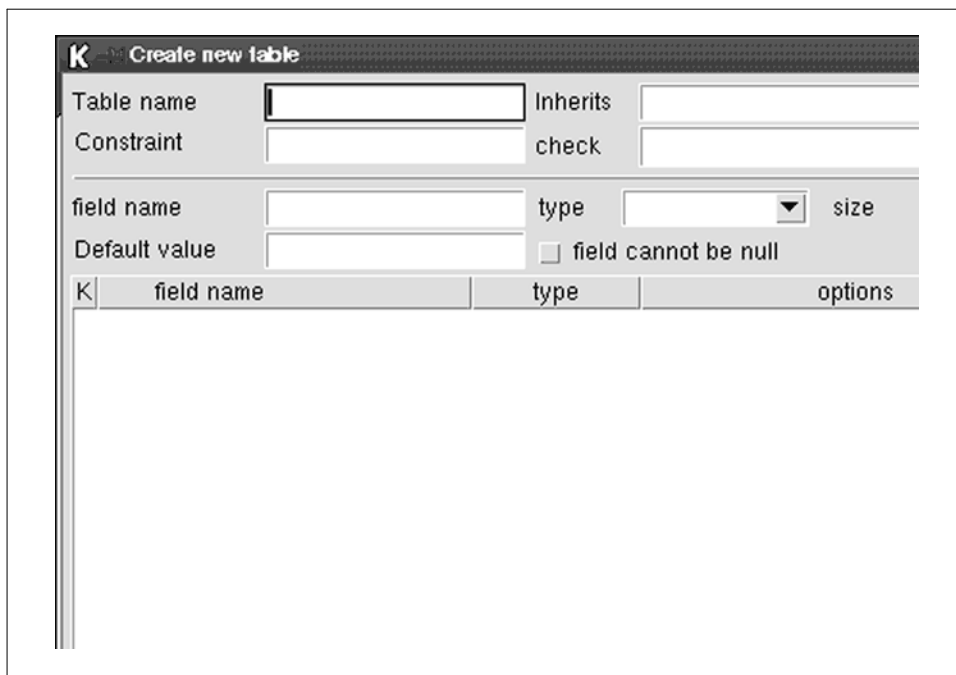 K Create new table
Table name Inherits
Constraint check
field name type size
Default value field cannot be null
K field name type options